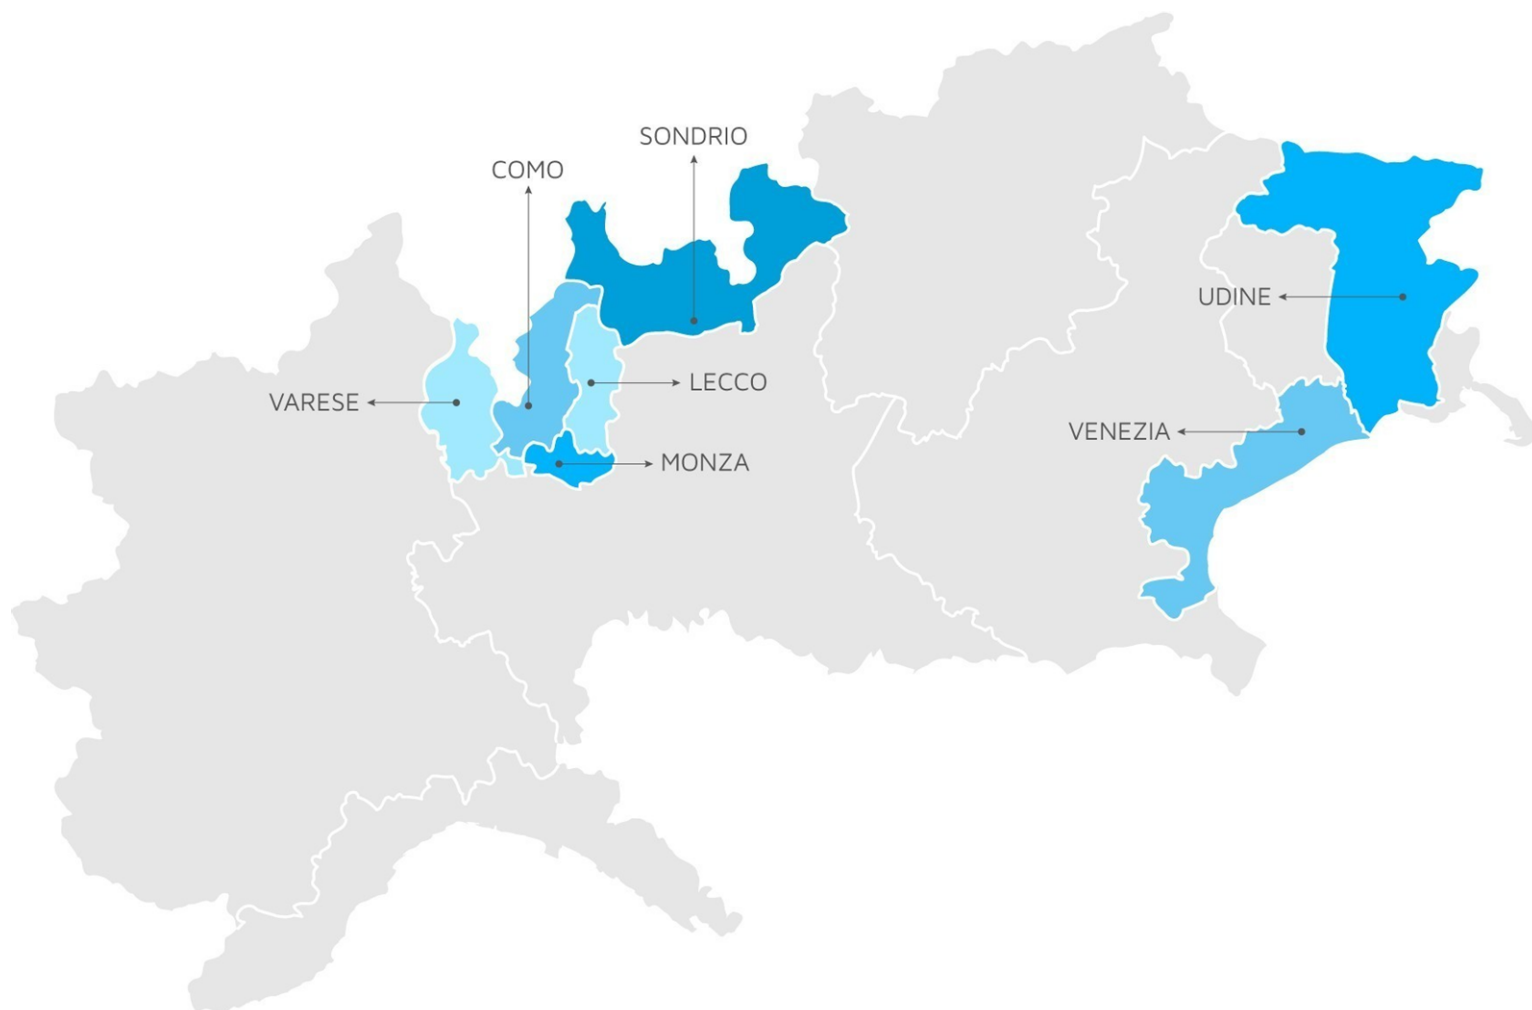 SONDRIO
COMO
UDINE
LECCO
VARESE
VENEZIA
MONZA